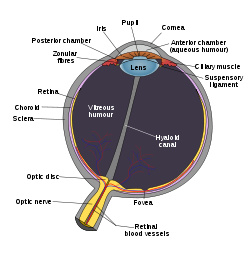 Pupil
Iris
Cornea
Posterior chamber
Anterior chamber
(aqueous humour)
Zonular
fibres
Lens
Ciliary muscle
Suspensory
ligament
Retina
Choroid
Sclera
Vitreous
humour
Hyaloid
canal
Optic disc
Optic nerve
Fovea
Retinal
blood vessels